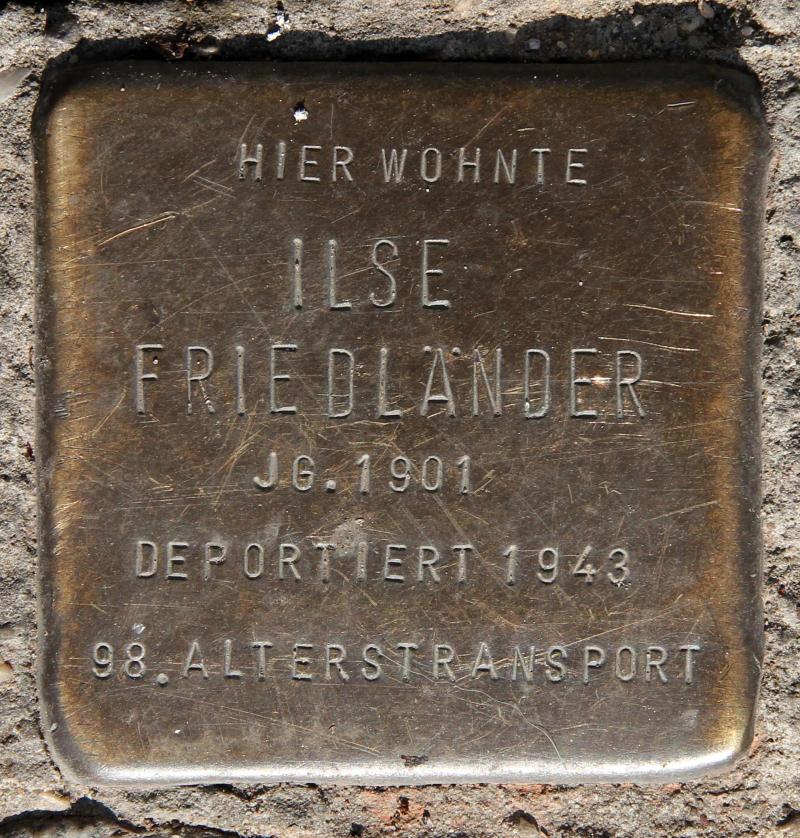 HIER WOHNTE
ILSE
FRIEDLÄNDER
JG. 1901
DEPORTIERT 1943
98. ALTERSTRANSPORT